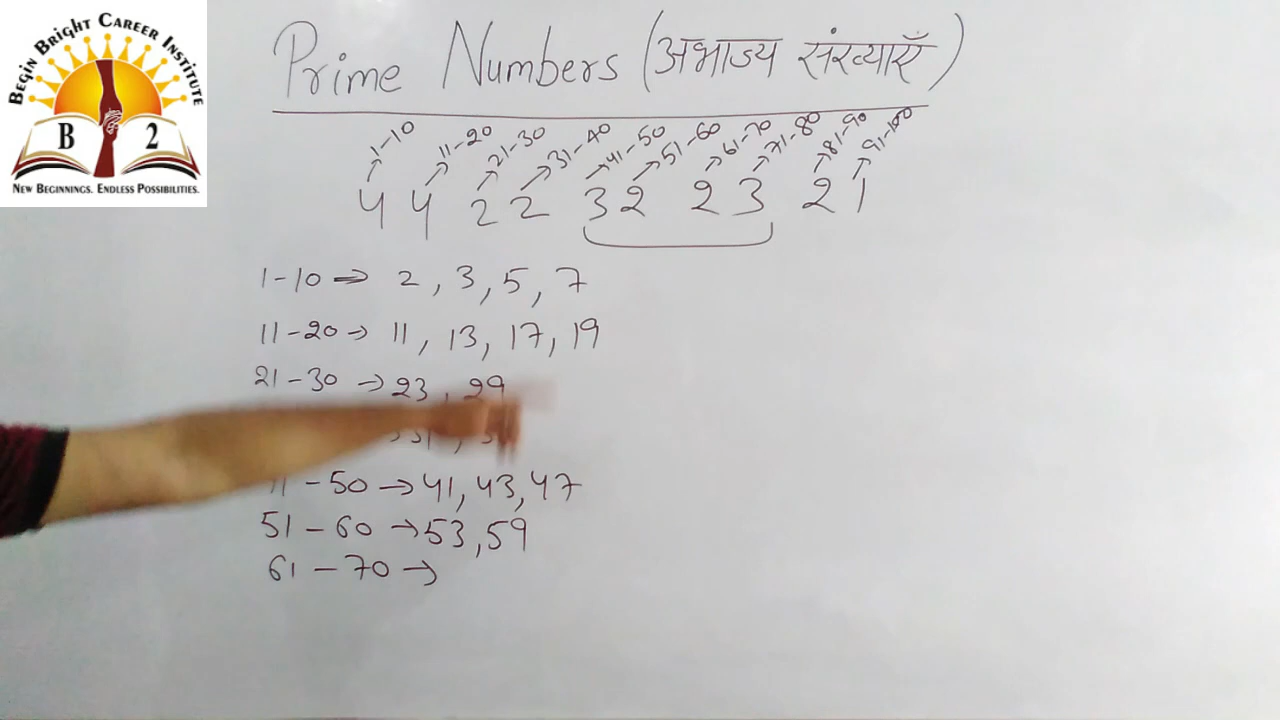 BEGIN BRIGHT CAREER INSTITUTE
B 2
NEW BEGINNINGS. ENDLESS POSSIBILITIES.
Prime Numbers (अभाज्य संख्याएँ)
1-10 11-20 21-30 31-40 41-50 51-60 61-70 71-80 81-90 91-100
4 4 2 2 3 2 2 3 2 1
1-10 ⇒ 2, 3, 5, 7
11-20 → 11, 13, 17, 19
21-30 → 23, 29
- 50 → 41, 43, 47
51 - 60 → 53, 59
61 - 70 →